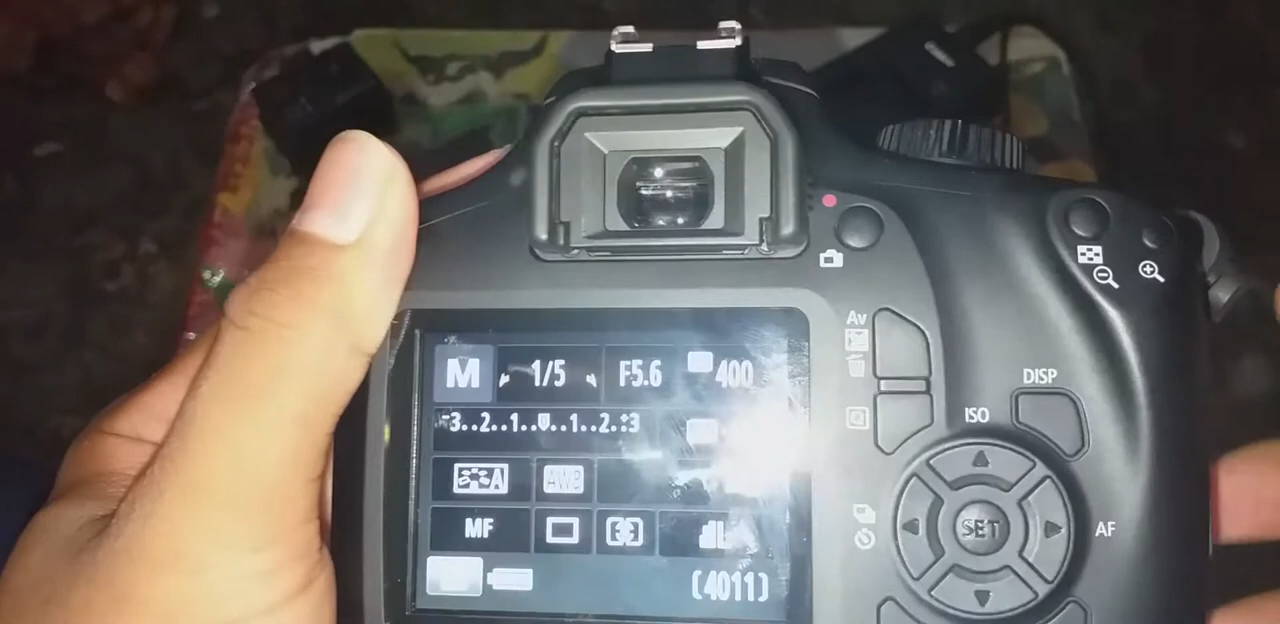 M 1/5 F5.6 400
-3..2..1..0..1..2..+3
A AWB
MF L
(4011)
Av
DISP
ISO
Q
SET
AF